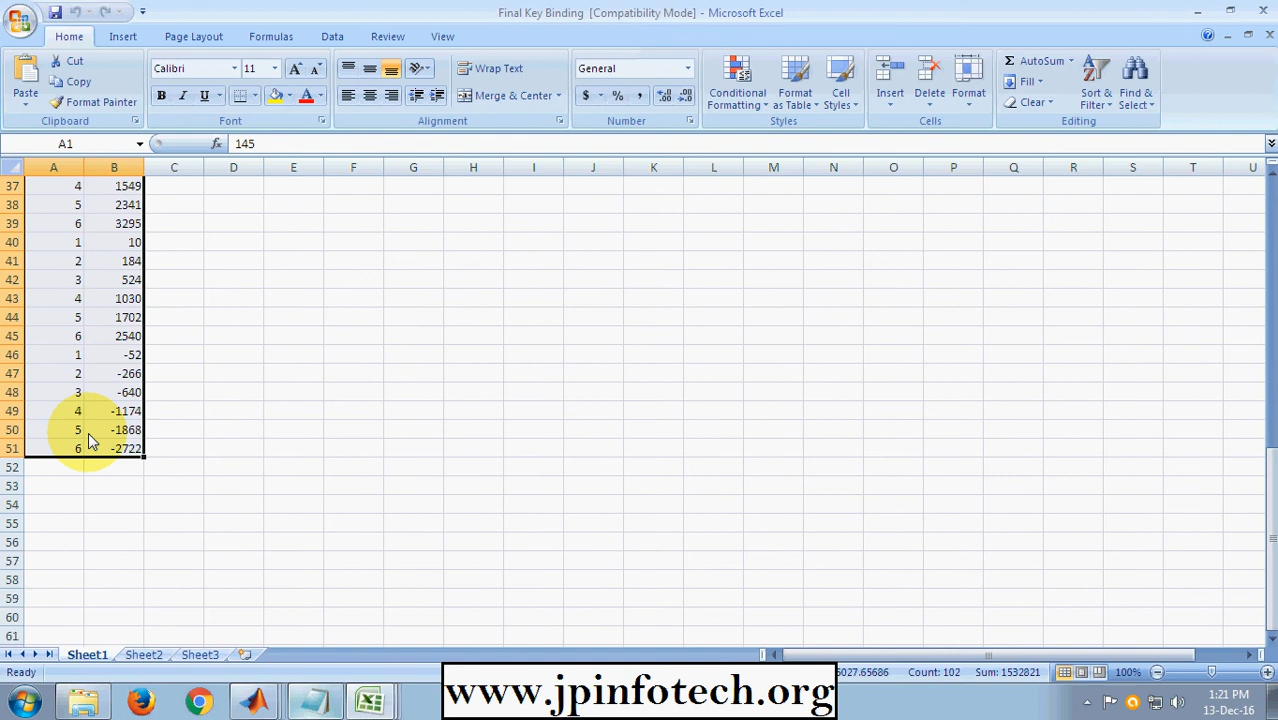 Final Key Binding [Compatibility Mode] - Microsoft Excel
Home Insert Page Layout Formulas Data Review View
Paste Cut Copy Format Painter Clipboard
Calibri 11 B I U A A A Font
Wrap Text Merge & Center Alignment
General $ % , Number
Conditional Formatting Format as Table Cell Styles Styles
Insert Delete Format Cells
Σ AutoSum Fill Clear Sort & Filter Find & Select Editing
A1 fx 145
A B C D E F G H I J K L M N O P Q R S T U
37 4 1549
38 5 2341
39 6 3295
40 1 10
41 2 184
42 3 524
43 4 1030
44 5 1702
45 6 2540
46 1 -52
47 2 -266
48 3 -640
49 4 -1174
50 5 -1868
51 6 -2722
52
53
54
55
56
57
58
59
60
61
Sheet1 Sheet2 Sheet3
Ready 027.65686 Count: 102 Sum: 1532821 100%
www.jpinfotech.org
1:21 PM
13-Dec-16